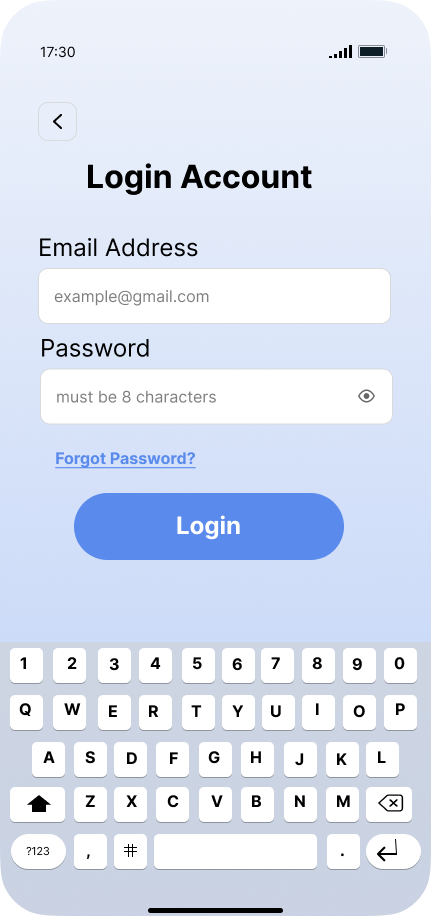 17:30
Login Account
Email Address
example@gmail.com
Password
must be 8 characters
Forgot Password?
Login
1 2 3 4 5 6 7 8 9 0
Q W E R T Y U I O P
A S D F G H J K L
Z X C V B N M
?123 , # .